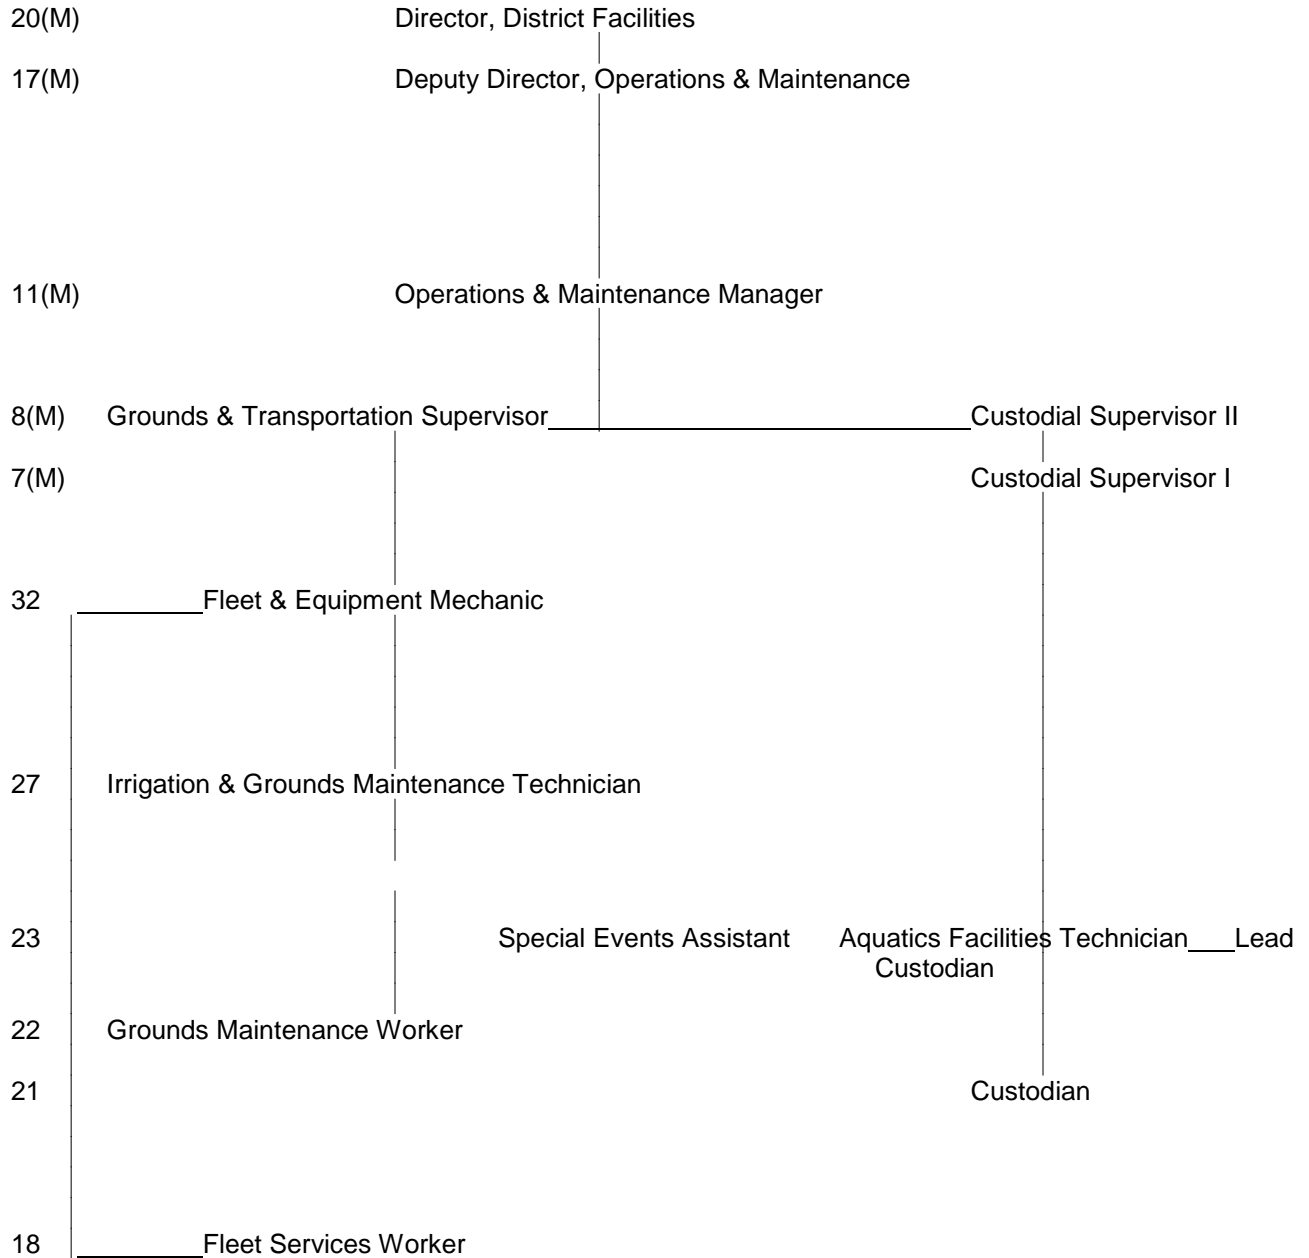 20(M) Director, District Facilities
17(M) Deputy Director, Operations & Maintenance
11(M) Operations & Maintenance Manager
8(M) Grounds & Transportation Supervisor Custodial Supervisor II
7(M) Custodial Supervisor I
32 Fleet & Equipment Mechanic
27 Irrigation & Grounds Maintenance Technician
23 Special Events Assistant Aquatics Facilities Technician Lead
Custodian
22 Grounds Maintenance Worker
21 Custodian
18 Fleet Services Worker